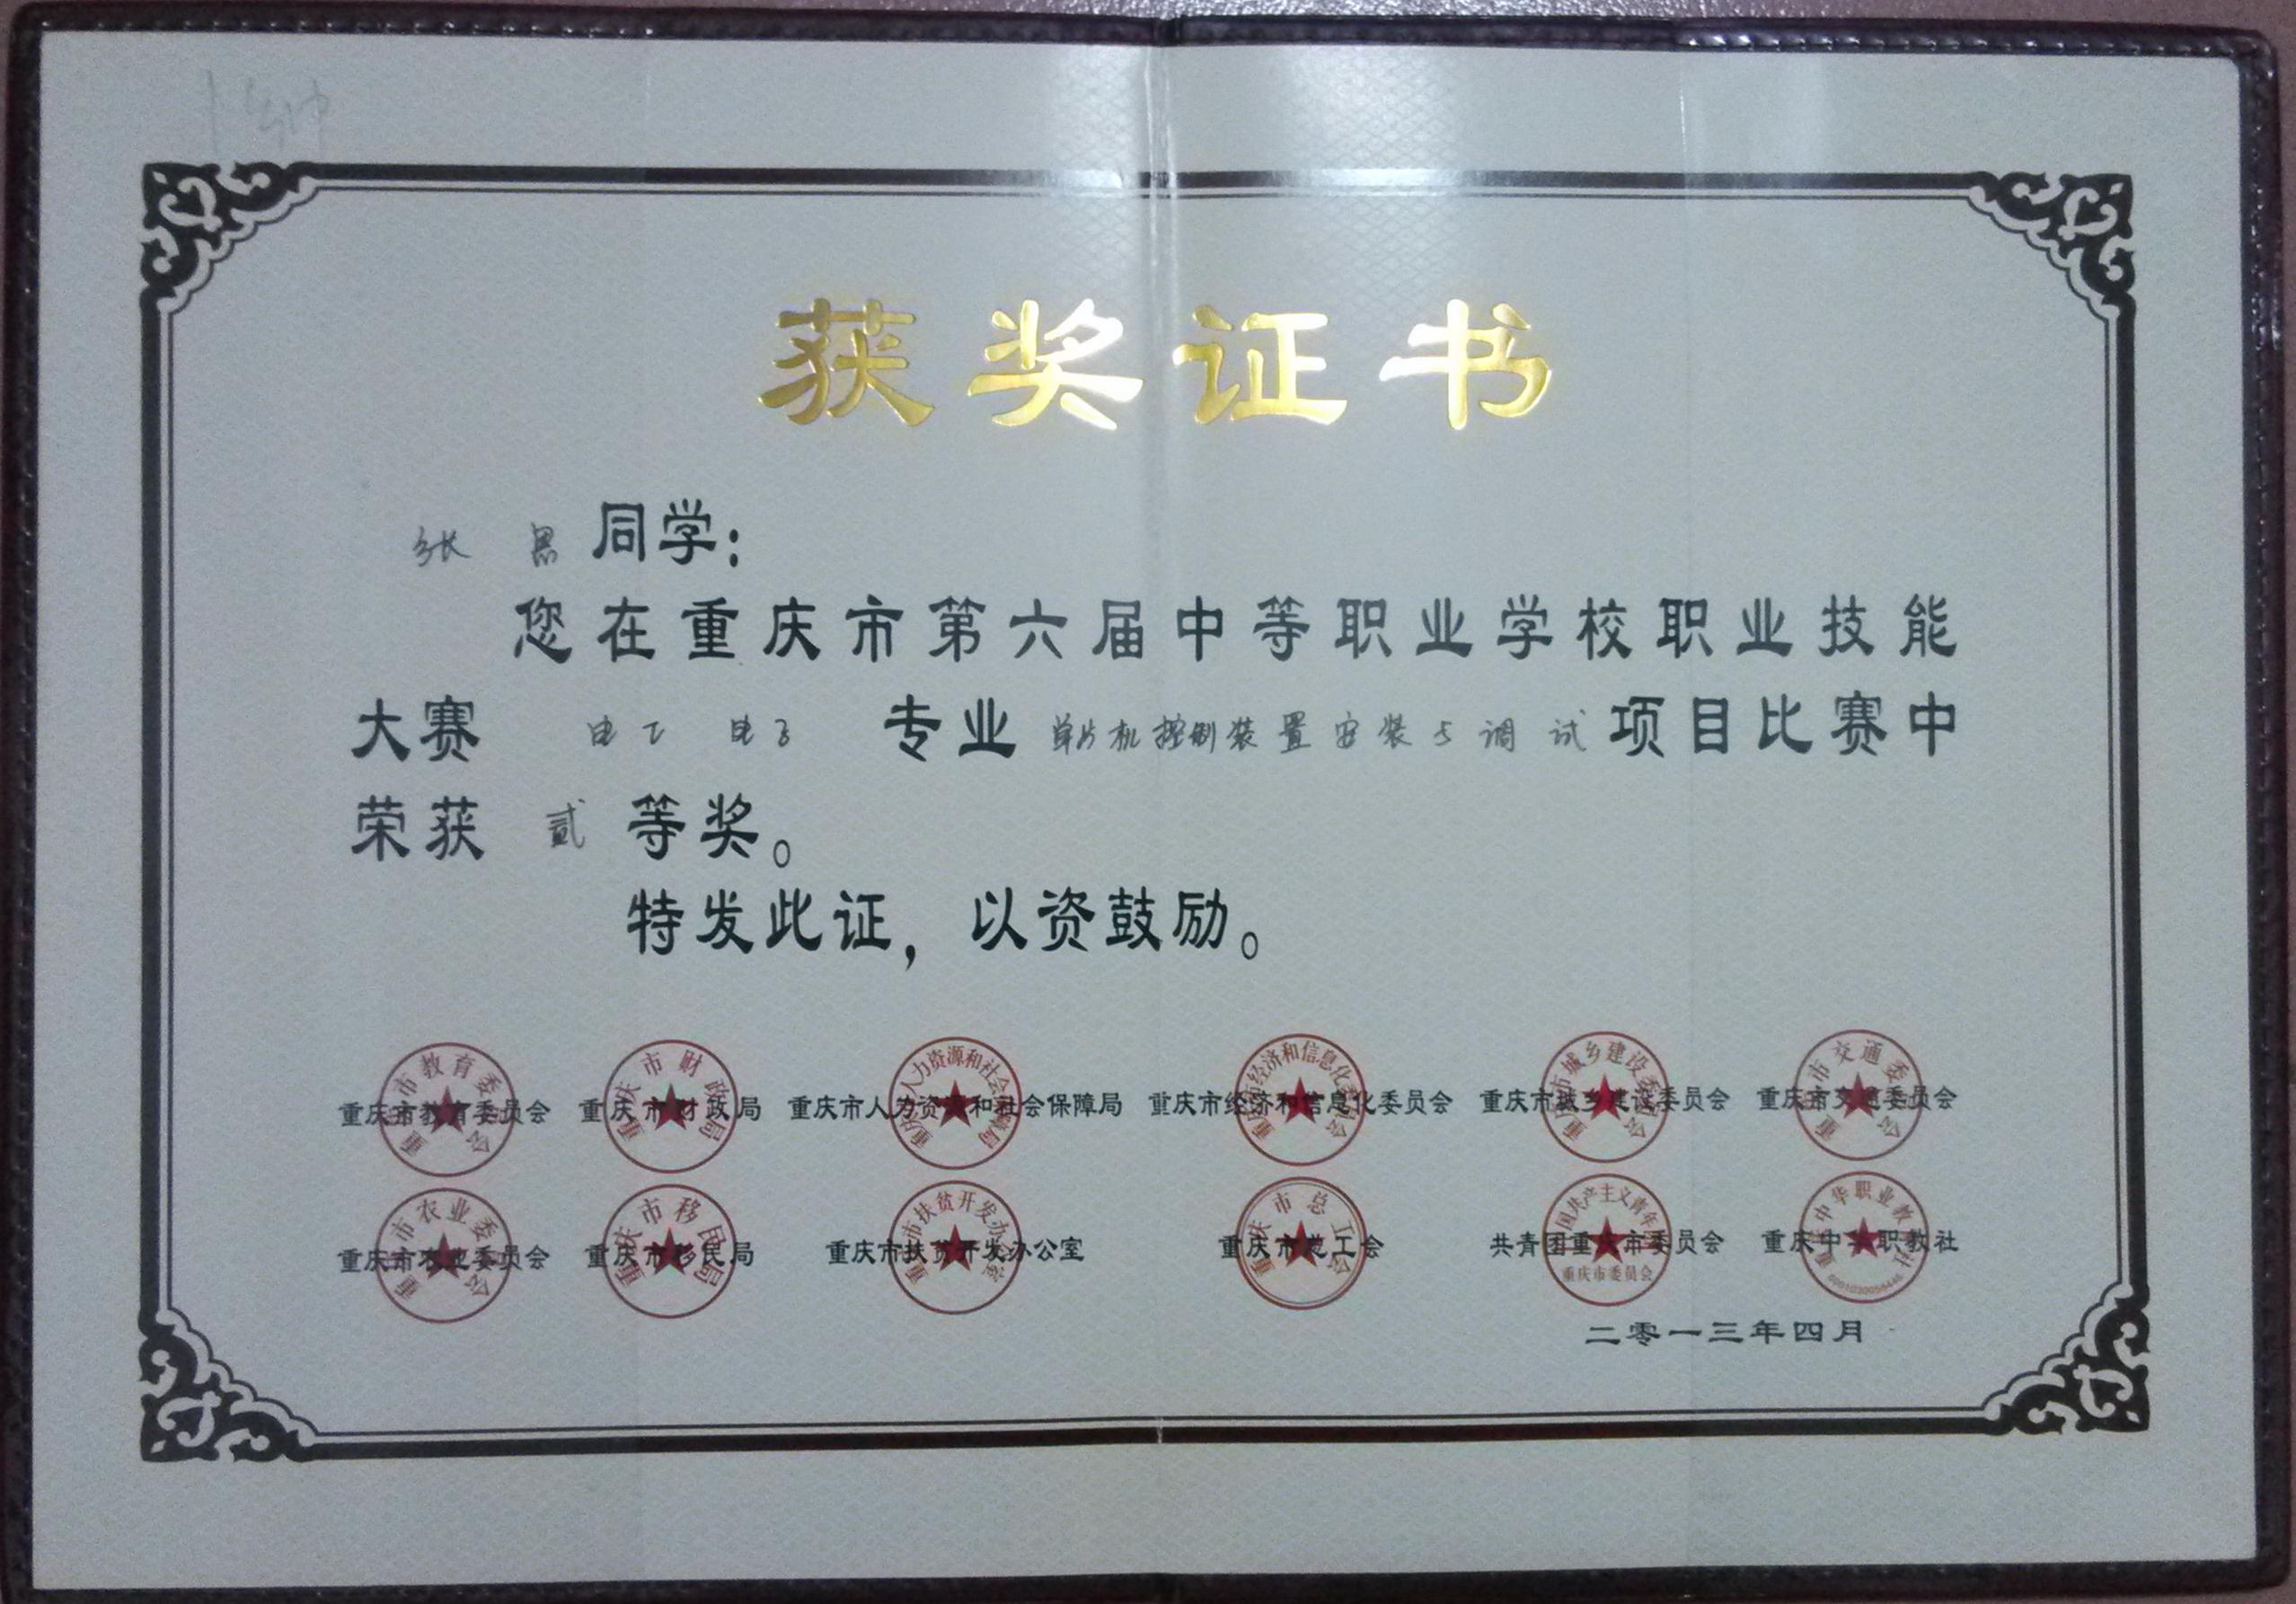 获奖证书
张 同学：
您在重庆市第六届中等职业学校职业技能
大赛 电工电子 专业 单片机控制装置安装与调试 项目比赛中
荣获 贰 等奖。
特发此证，以资鼓励。
重庆市教育委员会 重庆市财政局 重庆市人力资源和社会保障局 重庆市经济和信息化委员会 重庆市城乡建设委员会 重庆市交通委员会
重庆市农业委员会 重庆市移民局 重庆市扶贫开发办公室 重庆市总工会 共青团重庆市委员会 重庆中华职教社
二零一三年四月